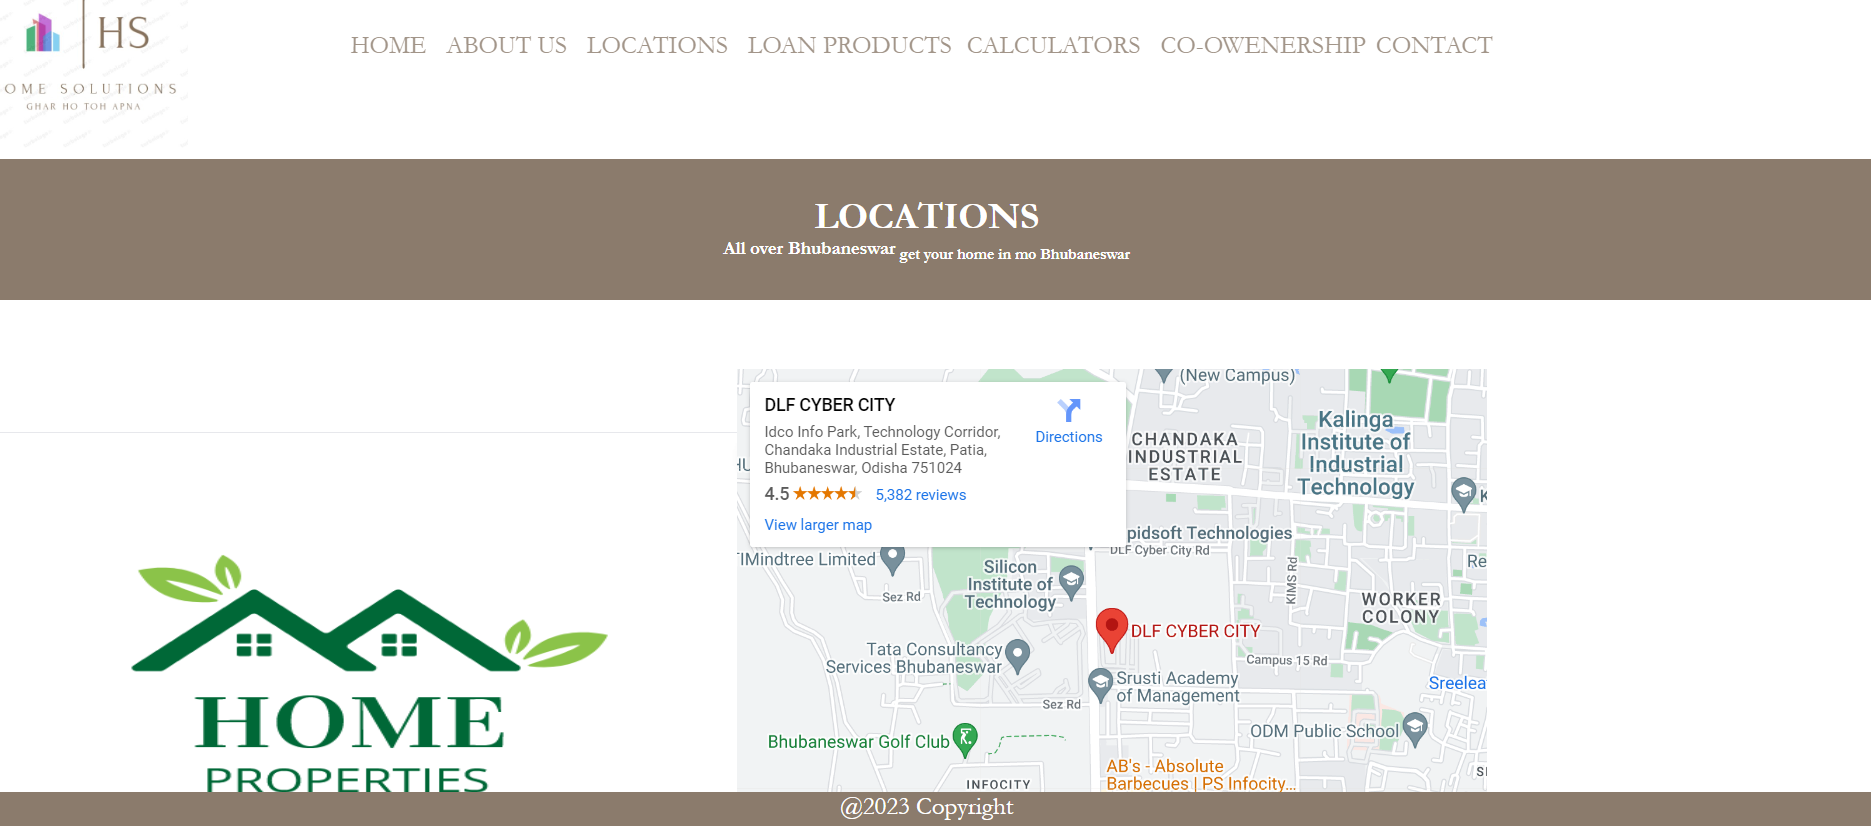 HS
OME SOLUTIONS
GHAR HO TOH APNA
HOME ABOUT US LOCATIONS LOAN PRODUCTS CALCULATORS CO-OWENERSHIP CONTACT
LOCATIONS
All over Bhubaneswar get your home in mo Bhubaneswar
DLF CYBER CITY
Idco Info Park, Technology Corridor,
Chandaka Industrial Estate, Patia,
Bhubaneswar, Odisha 751024
4.5 5,382 reviews
View larger map
Directions
(New Campus)
Kalinga
Institute of
Industrial
Technology
CHANDAKA
INDUSTRIAL
ESTATE
HU
K
pidsoft Technologies
DLF Cyber City Rd
TIMindtree Limited
Silicon
Institute of
Technology
Sez Rd
KIMS Rd
Re
WORKER
COLONY
DLF CYBER CITY
Tata Consultancy
Services Bhubaneswar
Campus 15 Rd
Srusti Academy
of Management
Sreelea
Sez Rd
ODM Public School
Bhubaneswar Golf Club
AB's - Absolute
Barbecues | PS Infocity...
INFOCITY
SI
HOME
PROPERTIES
@2023 Copyright